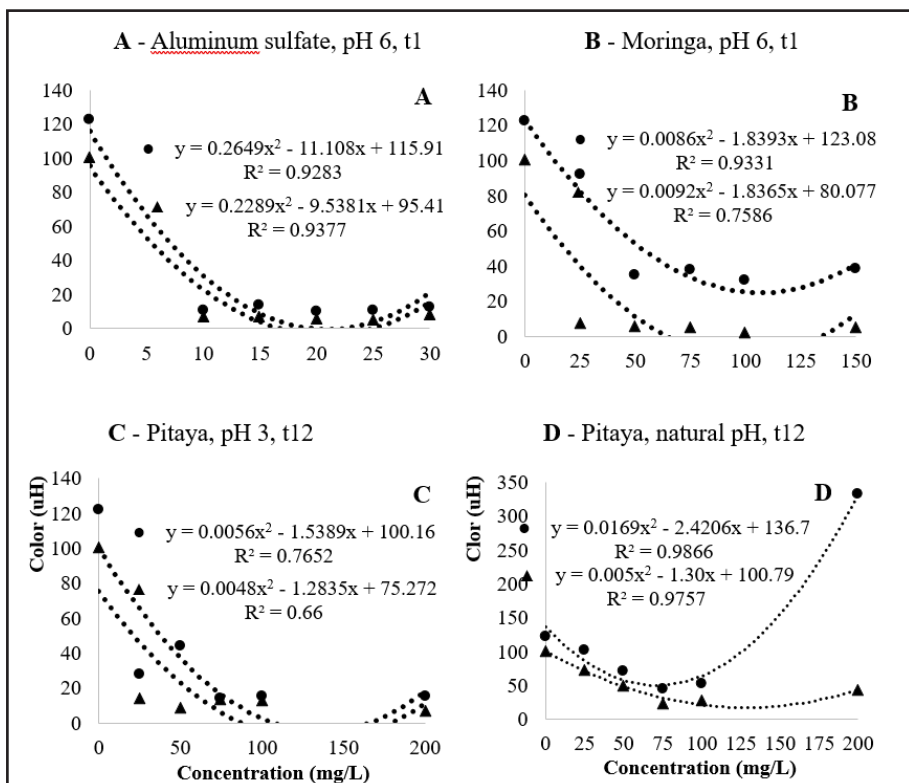 A - Aluminum sulfate, pH 6, t1
A
140
120
100
80
60
40
20
0
y = 0.2649x² - 11.108x + 115.91
R² = 0.9283
y = 0.2289x² - 9.5381x + 95.41
R² = 0.9377
0 5 10 15 20 25 30
B - Moringa, pH 6, t1
B
140
120
100
80
60
40
20
0
y = 0.0086x² - 1.8393x + 123.08
R² = 0.9331
y = 0.0092x² - 1.8365x + 80.077
R² = 0.7586
0 25 50 75 100 125 150
C - Pitaya, pH 3, t12
C
Color (uH)
140
120
100
80
60
40
20
0
y = 0.0056x² - 1.5389x + 100.16
R² = 0.7652
y = 0.0048x² - 1.2835x + 75.272
R² = 0.66
0 50 100 150 200
Concentration (mg/L)
D - Pitaya, natural pH, t12
D
Clor (uH)
350
300
250
200
150
100
50
0
y = 0.0169x² - 2.4206x + 136.7
R² = 0.9866
y = 0.005x² - 1.30x + 100.79
R² = 0.9757
0 25 50 75 100 125 150 175 200
Concentration (mg/L)